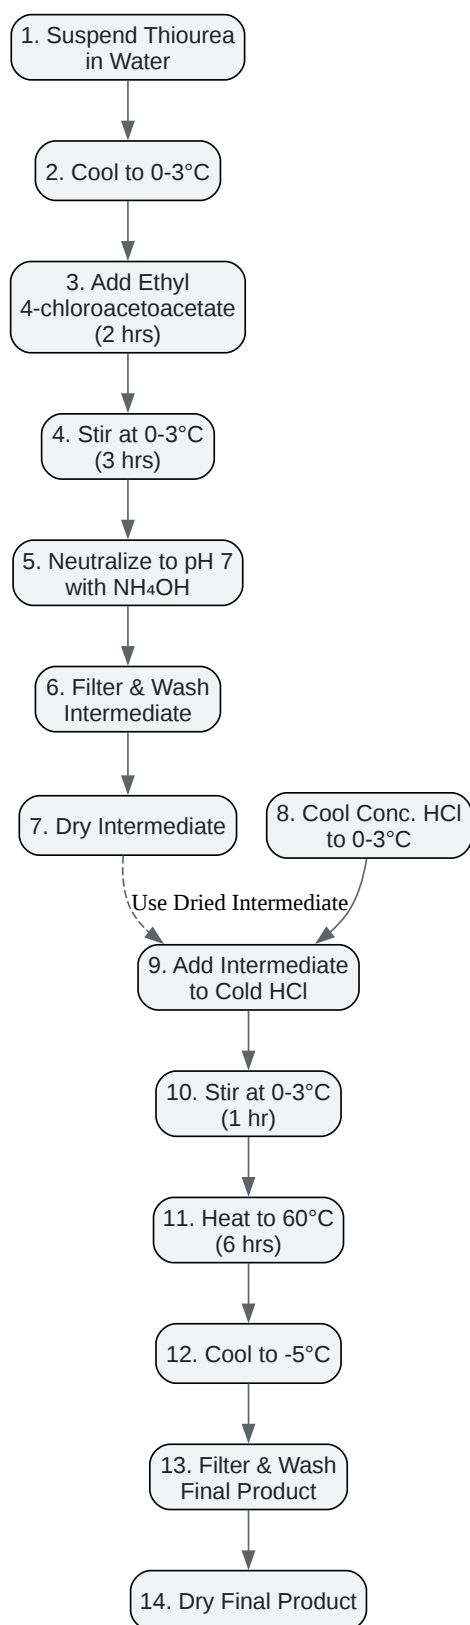 1. Suspend Thiourea
in Water
2. Cool to 0-3°C
3. Add Ethyl
4-chloroacetoacetate
(2 hrs)
4. Stir at 0-3°C
(3 hrs)
5. Neutralize to pH 7
with NH₄OH
6. Filter & Wash
Intermediate
7. Dry Intermediate
8. Cool Conc. HCl
to 0-3°C
Use Dried Intermediate
9. Add Intermediate
to Cold HCl
10. Stir at 0-3°C
(1 hr)
11. Heat to 60°C
(6 hrs)
12. Cool to -5°C
13. Filter & Wash
Final Product
14. Dry Final Product